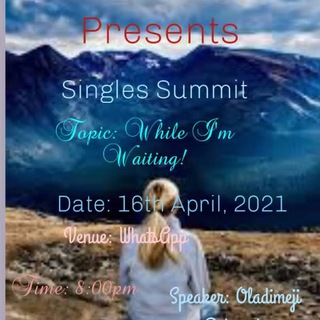 Presents
Singles Summit
Topic: While I'm
Waiting!
Date: 16th April, 2021
Venue: WhatsApp
Time: 8:00pm
Speaker: Oladimeji